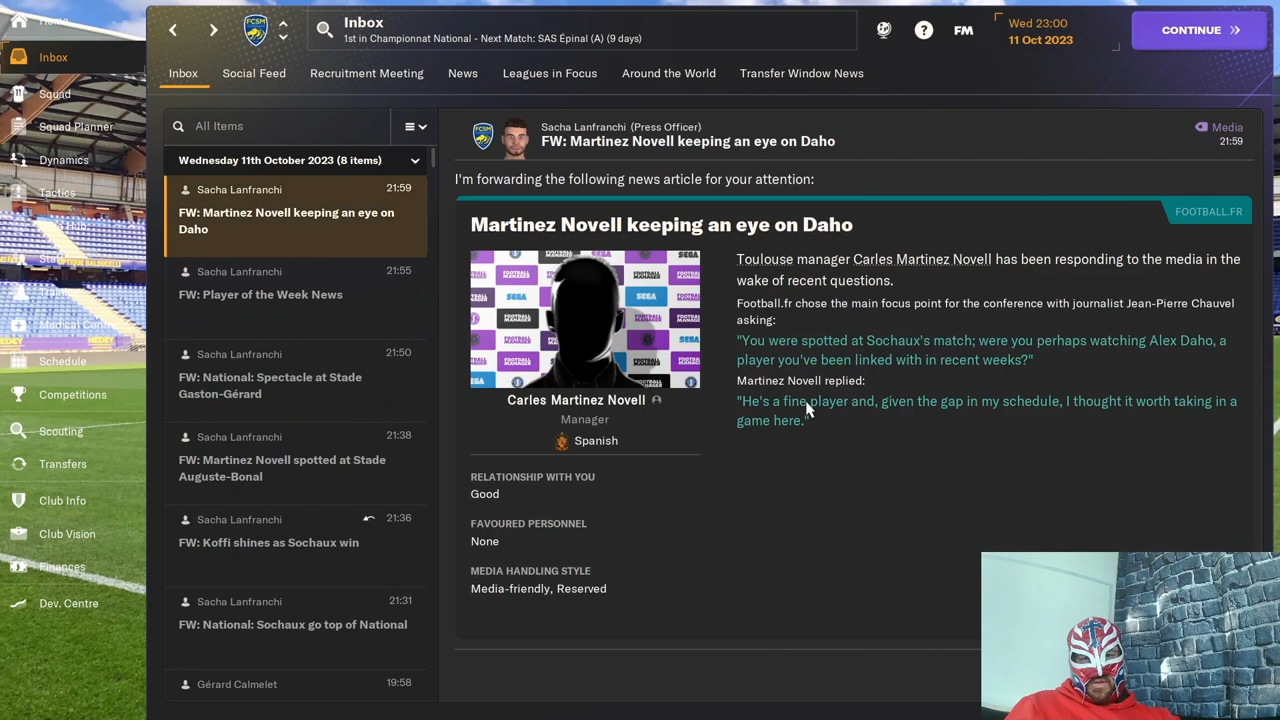 Home
Inbox
Squad
Squad Planner
Dynamics
Tactics
Medical Centre
Schedule
Competitions
Scouting
Transfers
Club Info
Club Vision
Finances
Dev. Centre
FCSM
Inbox
1st in Championnat National - Next Match: SAS Épinal (A) (9 days)
?
FM
Wed 23:00
11 Oct 2023
CONTINUE
Inbox
Social Feed
Recruitment Meeting
News
Leagues in Focus
Around the World
Transfer Window News
All Items
Wednesday 11th October 2023 (8 items)
Sacha Lanfranchi 21:59
FW: Martinez Novell keeping an eye on
Daho
Sacha Lanfranchi 21:55
FW: Player of the Week News
Sacha Lanfranchi 21:50
FW: National: Spectacle at Stade
Gaston-Gérard
Sacha Lanfranchi 21:38
FW: Martinez Novell spotted at Stade
Auguste-Bonal
Sacha Lanfranchi 21:36
FW: Koffi shines as Sochaux win
Sacha Lanfranchi 21:31
FW: National: Sochaux go top of National
Gérard Calmelet 19:58
FCSM
Sacha Lanfranchi (Press Officer)
FW: Martinez Novell keeping an eye on Daho
Media
21:59
I'm forwarding the following news article for your attention:
FOOTBALL.FR
Martinez Novell keeping an eye on Daho
Toulouse manager Carles Martinez Novell has been responding to the media in the
wake of recent questions.
Football.fr chose the main focus point for the conference with journalist Jean-Pierre Chauvel
asking:
"You were spotted at Sochaux's match; were you perhaps watching Alex Daho, a
player you've been linked with in recent weeks?"
Martinez Novell replied:
"He's a fine player and, given the gap in my schedule, I thought it worth taking in a
game here."
Carles Martinez Novell
Manager
Spanish
RELATIONSHIP WITH YOU
Good
FAVOURED PERSONNEL
None
MEDIA HANDLING STYLE
Media-friendly, Reserved